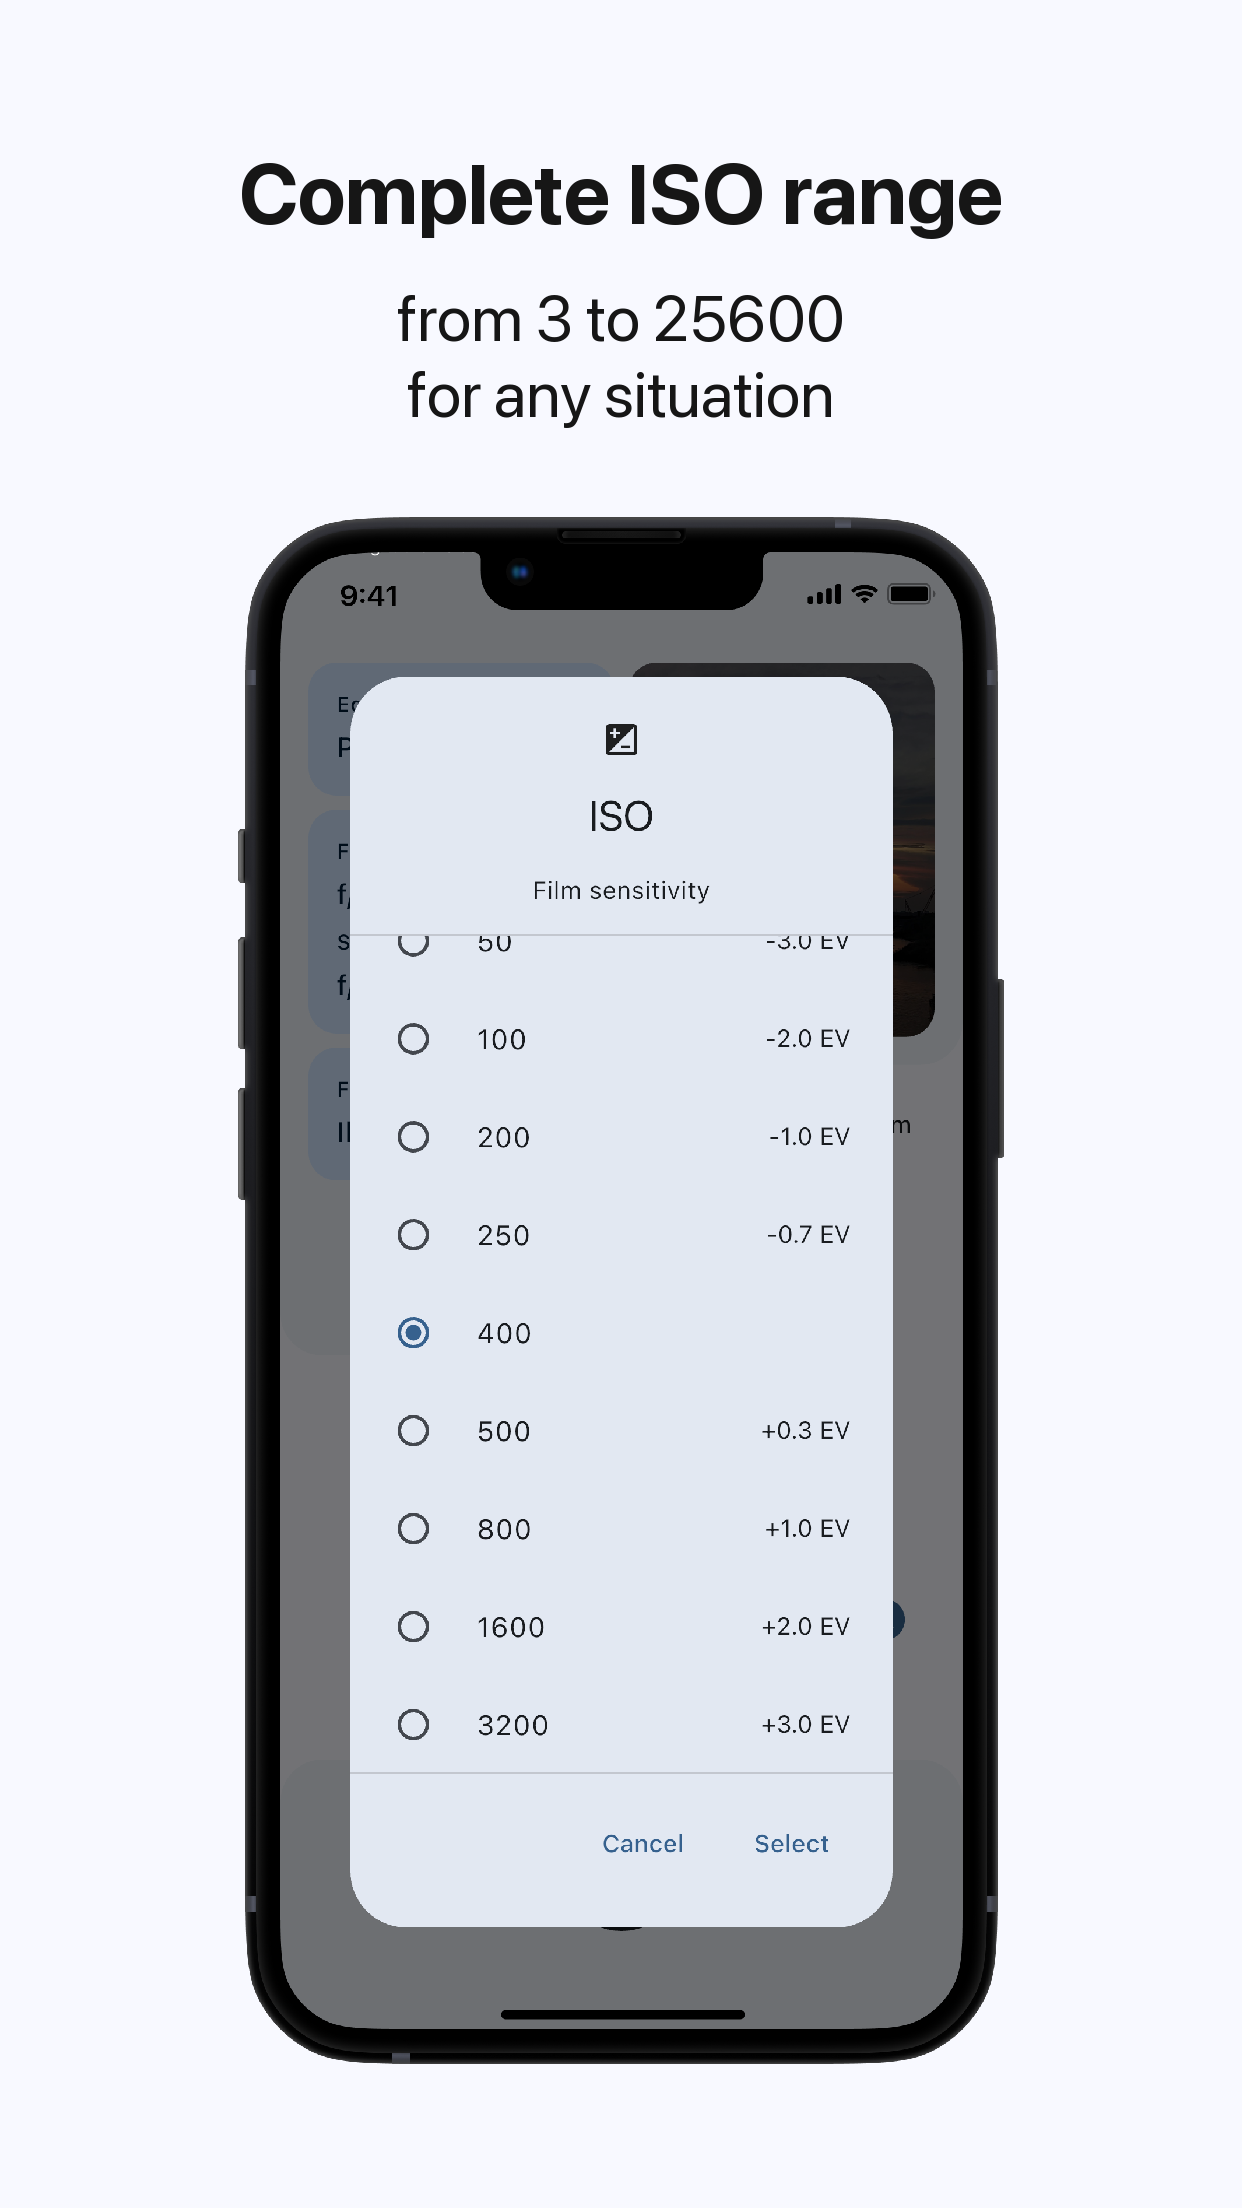 Complete ISO range
from 3 to 25600
for any situation
9:41
ISO
Film sensitivity
50 -3.0 EV
100 -2.0 EV
200 -1.0 EV
250 -0.7 EV
400
500 +0.3 EV
800 +1.0 EV
1600 +2.0 EV
3200 +3.0 EV
Cancel Select